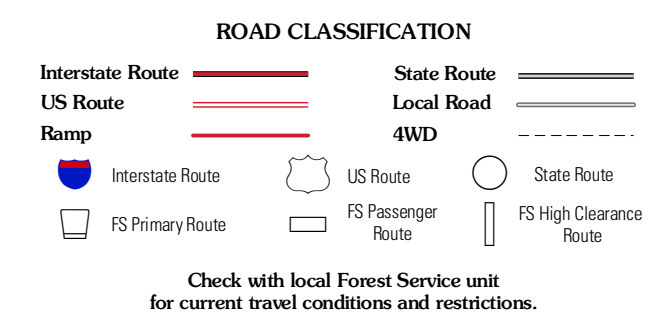 ROAD CLASSIFICATION
Interstate Route
State Route
US Route
Local Road
Ramp
4WD
Interstate Route
US Route
State Route
FS Primary Route
FS Passenger
Route
FS High Clearance
Route
Check with local Forest Service unit
for current travel conditions and restrictions.